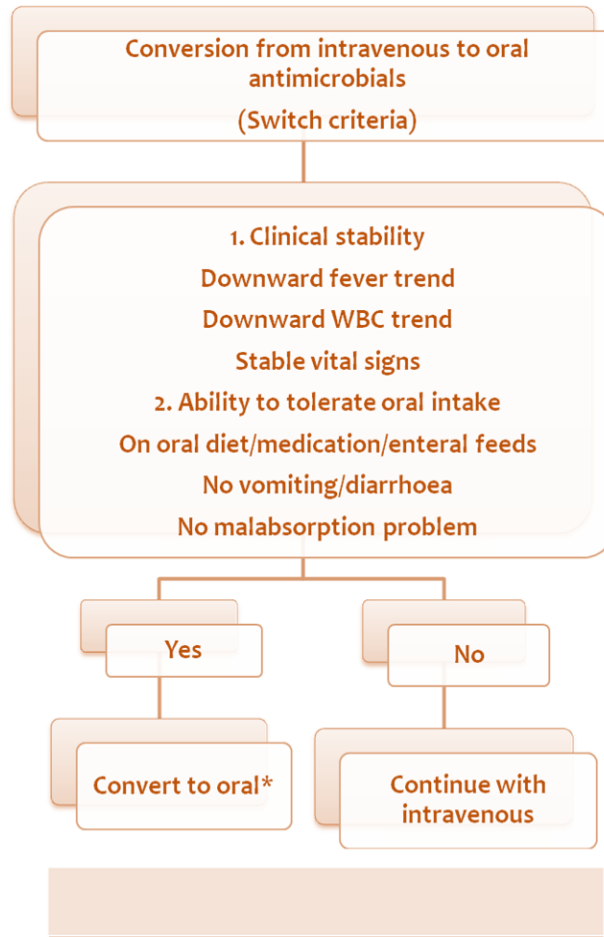 Conversion from intravenous to oral
antimicrobials
(Switch criteria)
1. Clinical stability
Downward fever trend
Downward WBC trend
Stable vital signs
2. Ability to tolerate oral intake
On oral diet/medication/enteral feeds
No vomiting/diarrhoea
No malabsorption problem
Yes
No
Convert to oral*
Continue with
intravenous